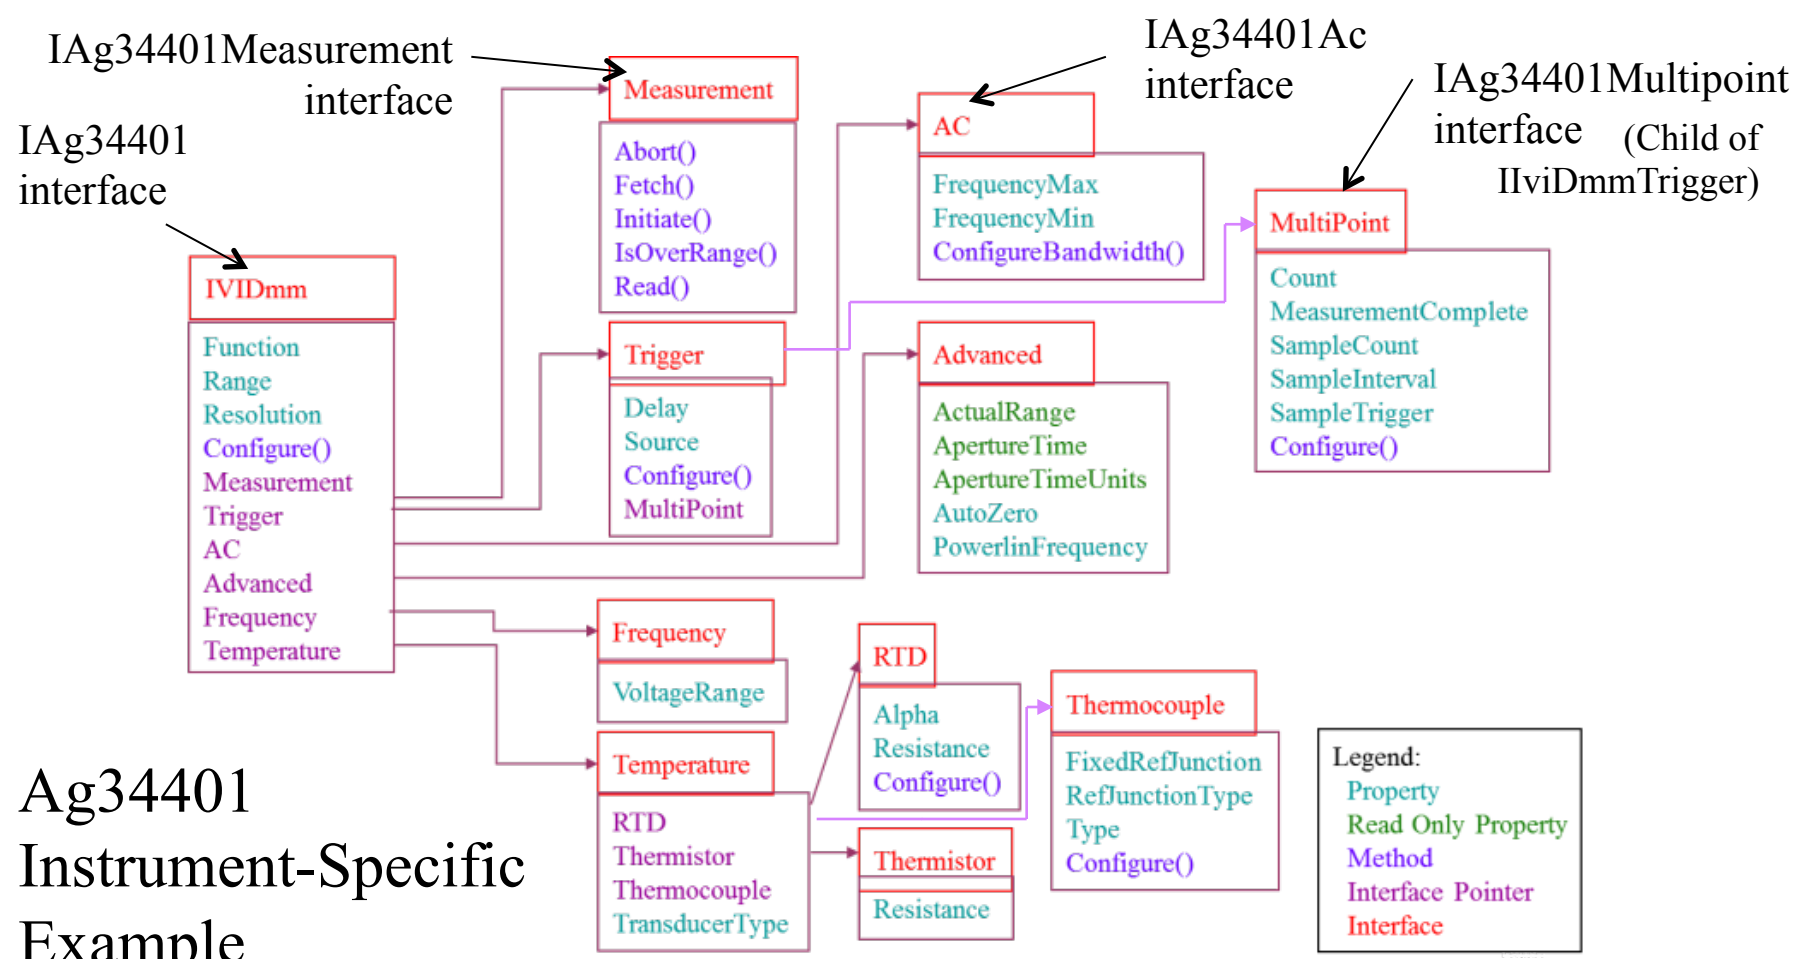 IAg34401Measurement
interface
IAg34401Ac
interface
IAg34401Multipoint
interface (Child of
IIviDmmTrigger)
IAg34401
interface
IVIDmm
Function
Range
Resolution
Configure()
Measurement
Trigger
AC
Advanced
Frequency
Temperature
Measurement
Abort()
Fetch()
Initiate()
IsOverRange()
Read()
Trigger
Delay
Source
Configure()
MultiPoint
AC
FrequencyMax
FrequencyMin
ConfigureBandwidth()
Advanced
ActualRange
ApertureTime
ApertureTimeUnits
AutoZero
PowerlinFrequency
MultiPoint
Count
MeasurementComplete
SampleCount
SampleInterval
SampleTrigger
Configure()
Frequency
VoltageRange
Temperature
RTD
Thermistor
Thermocouple
TransducerType
RTD
Alpha
Resistance
Configure()
Thermistor
Resistance
Thermocouple
FixedRefJunction
RefJunctionType
Type
Configure()
Legend:
Property
Read Only Property
Method
Interface Pointer
Interface
Ag34401
Instrument-Specific
Example